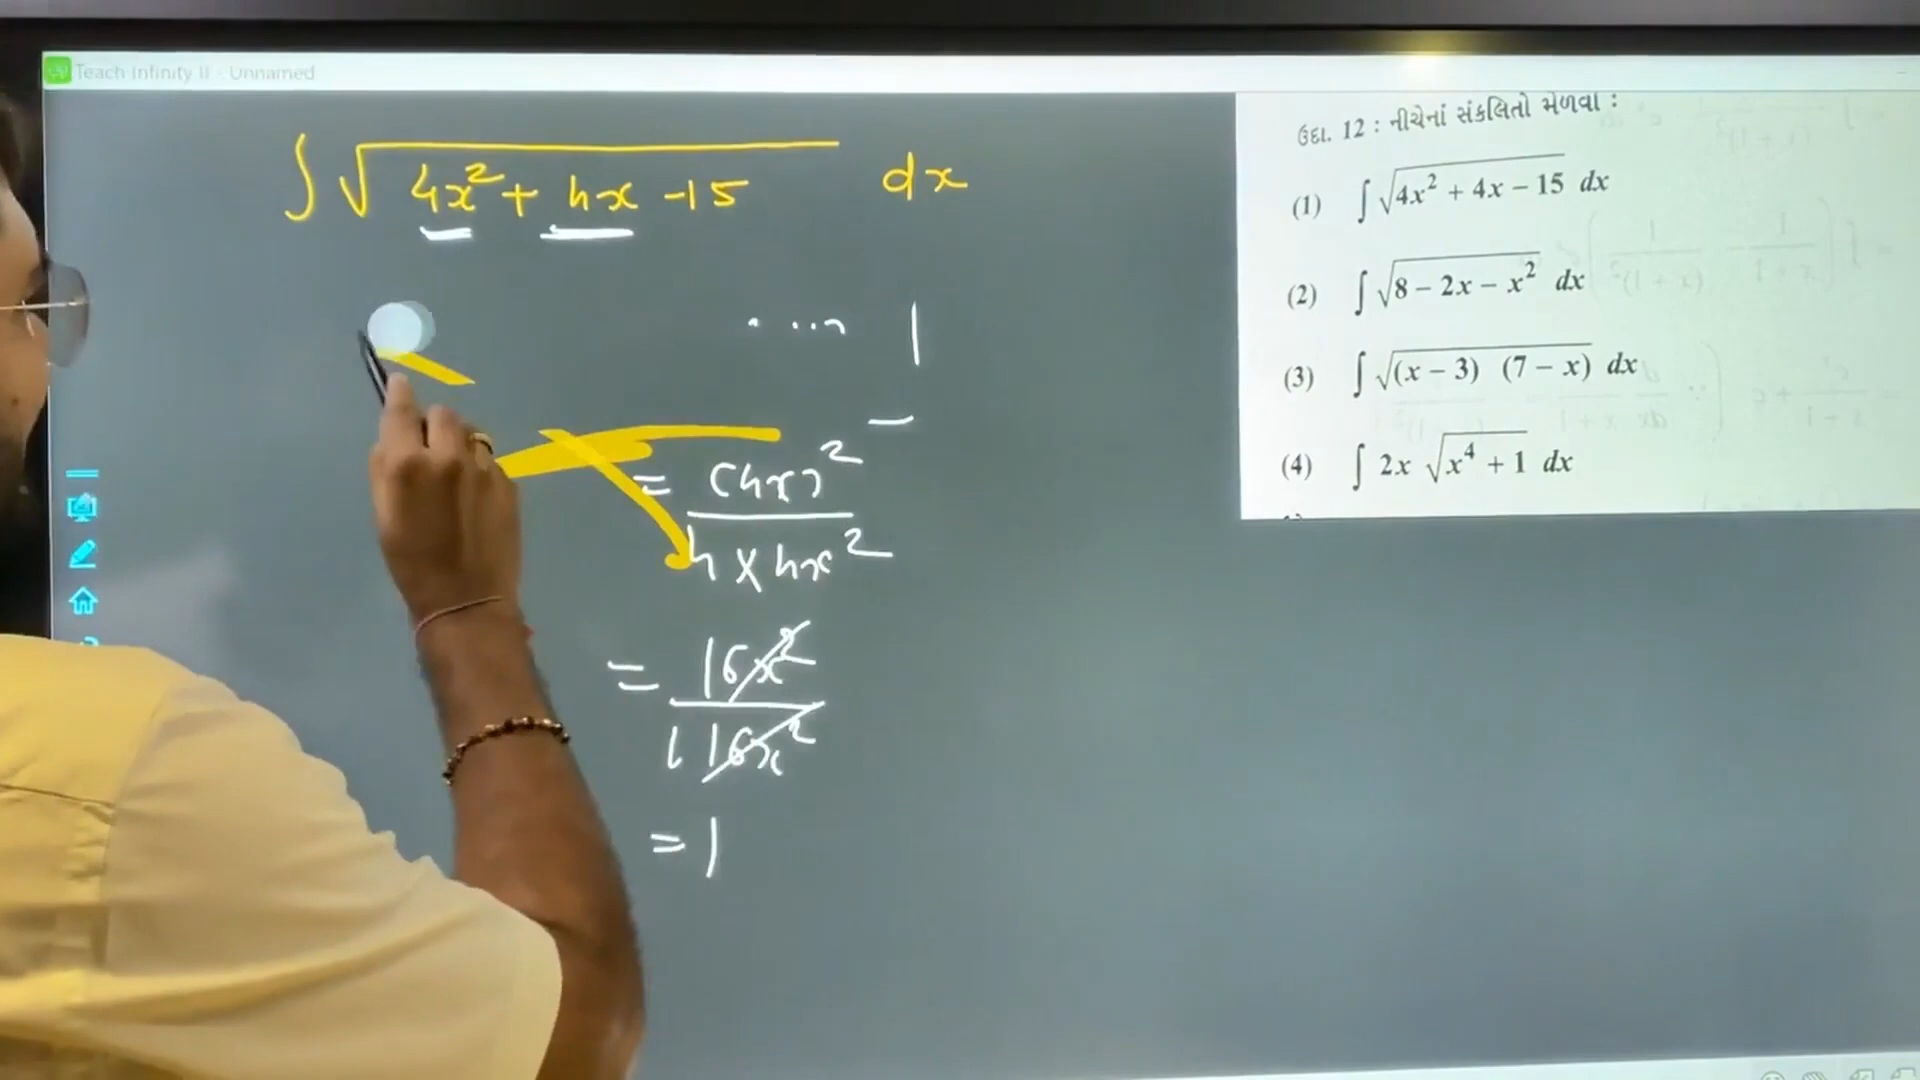 Teach Infinity II - Unnamed
∫ √4x² + 4x - 15 dx
.... 1
= (4x)²
4 × 4x²
= 16x²
1 16x²
= 1
ઉદા. 12 : નીચેનાં સંકલિતો મેળવો :
(1) ∫ √4x² + 4x – 15 dx
(2) ∫ √8 – 2x – x² dx
(3) ∫ √(x – 3) (7 – x) dx
(4) ∫ 2x √x⁴ + 1 dx